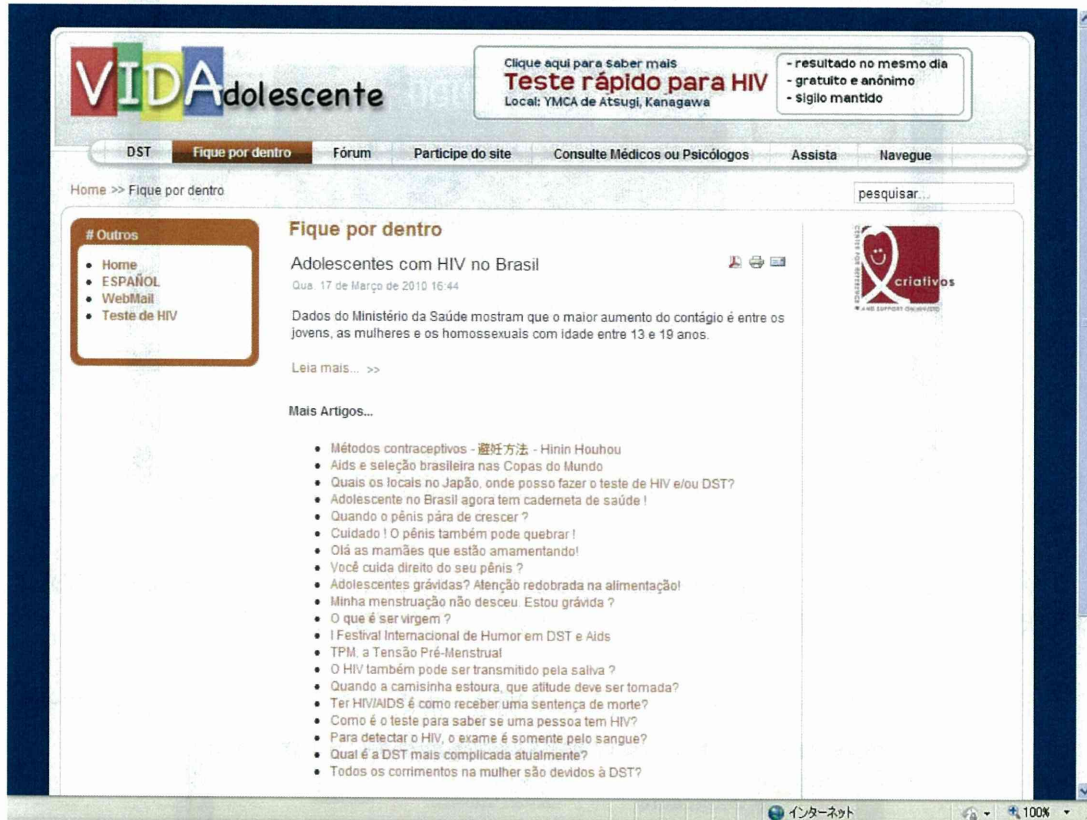 VIDAdolescente
Clique aqui para saber mais
Teste rápido para HIV
Local: YMCA de Atsugi, Kanagawa
- resultado no mesmo dia
- gratuito e anônimo
- sigilo mantido
DST Fique por dentro Fórum Participe do site Consulte Médicos ou Psicólogos Assista Navegue
Home >> Fique por dentro
pesquisar...
# Outros
• Home
• ESPAÑOL
• WebMail
• Teste de HIV
Fique por dentro
Adolescentes com HIV no Brasil
Qua, 17 de Março de 2010 16:44
Dados do Ministério da Saúde mostram que o maior aumento do contágio é entre os
jovens, as mulheres e os homossexuais com idade entre 13 e 19 anos.
Leia mais... >>
Mais Artigos...
• Métodos contraceptivos - 避妊方法 - Hinin Houhou
• Aids e seleção brasileira nas Copas do Mundo
• Quais os locais no Japão, onde posso fazer o teste de HIV e/ou DST?
• Adolescente no Brasil agora tem caderneta de saúde !
• Quando o pênis pára de crescer ?
• Cuidado ! O pênis também pode quebrar !
• Olá as mamães que estão amamentando!
• Você cuida direito do seu pênis ?
• Adolescentes grávidas? Atenção redobrada na alimentação!
• Minha menstruação não desceu. Estou grávida ?
• O que é ser virgem ?
• I Festival Internacional de Humor em DST e Aids
• TPM, a Tensão Pré-Menstrual
• O HIV também pode ser transmitido pela saliva ?
• Quando a camisinha estoura, que atitude deve ser tomada?
• Ter HIV/AIDS é como receber uma sentença de morte?
• Como é o teste para saber se uma pessoa tem HIV?
• Para detectar o HIV, o exame é somente pelo sangue?
• Qual é a DST mais complicada atualmente?
• Todos os corrimentos na mulher são devidos à DST?
criativos
インターネット
100%